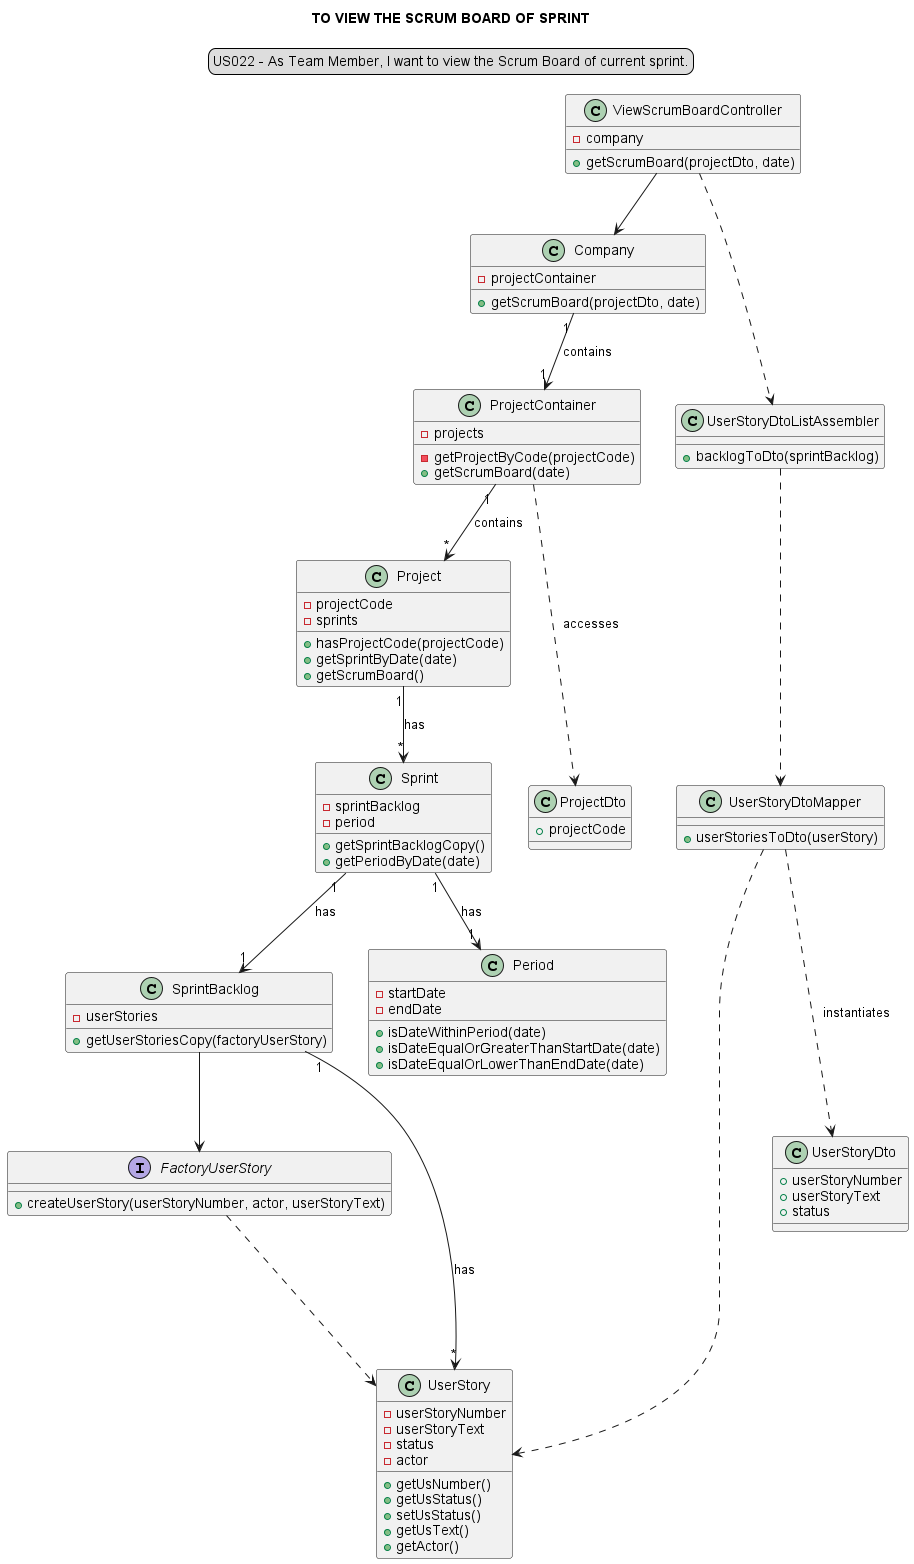 TO VIEW THE SCRUM BOARD OF SPRINT
US022 - As Team Member, I want to view the Scrum Board of current sprint.
C ViewScrumBoardController
company
getScrumBoard(projectDto, date)
C Company
projectContainer
getScrumBoard(projectDto, date)
1
contains
1
C ProjectContainer
projects
getProjectByCode(projectCode)
getScrumBoard(date)
C UserStoryDtoListAssembler
backlogToDto(sprintBacklog)
1
contains
*
C Project
projectCode
sprints
hasProjectCode(projectCode)
getSprintByDate(date)
getScrumBoard()
accesses
1
has
*
C Sprint
sprintBacklog
period
getSprintBacklogCopy()
getPeriodByDate(date)
C ProjectDto
projectCode
C UserStoryDtoMapper
userStoriesToDto(userStory)
1
has
1
1
has
1
C SprintBacklog
userStories
getUserStoriesCopy(factoryUserStory)
C Period
startDate
endDate
isDateWithinPeriod(date)
isDateEqualOrGreaterThanStartDate(date)
isDateEqualOrLowerThanEndDate(date)
instantiates
1
I FactoryUserStory
createUserStory(userStoryNumber, actor, userStoryText)
C UserStoryDto
userStoryNumber
userStoryText
status
has
*
C UserStory
userStoryNumber
userStoryText
status
actor
getUsNumber()
getUsStatus()
setUsStatus()
getUsText()
getActor()